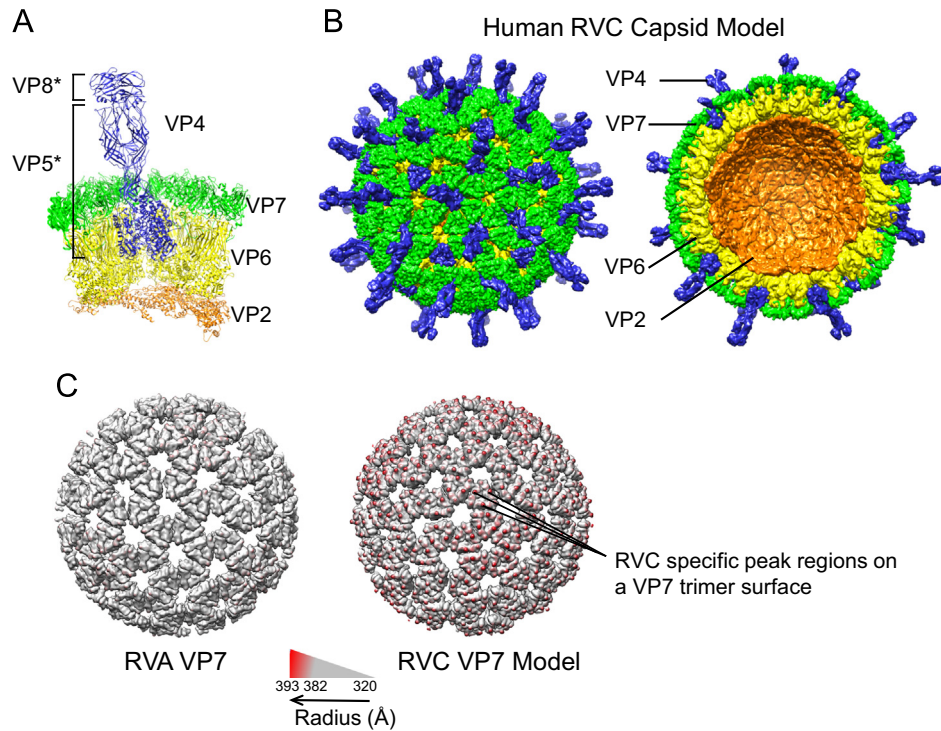 A
VP8*
VP4
VP5*
VP7
VP6
VP2
B
Human RVC Capsid Model
VP4
VP7
VP6
VP2
C
RVC specific peak regions on
a VP7 trimer surface
RVA VP7
RVC VP7 Model
393 382 320
Radius (Å)